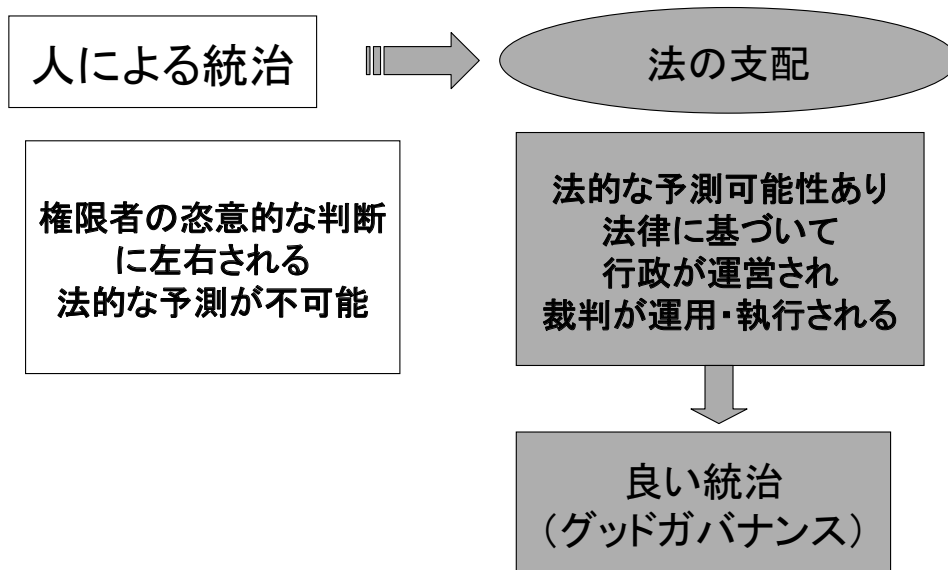 人による統治
法の支配
権限者の恣意的な判断
に左右される
法的な予測が不可能
法的な予測可能性あり
法律に基づいて
行政が運営され
裁判が運用・執行される
良い統治
（グッドガバナンス）